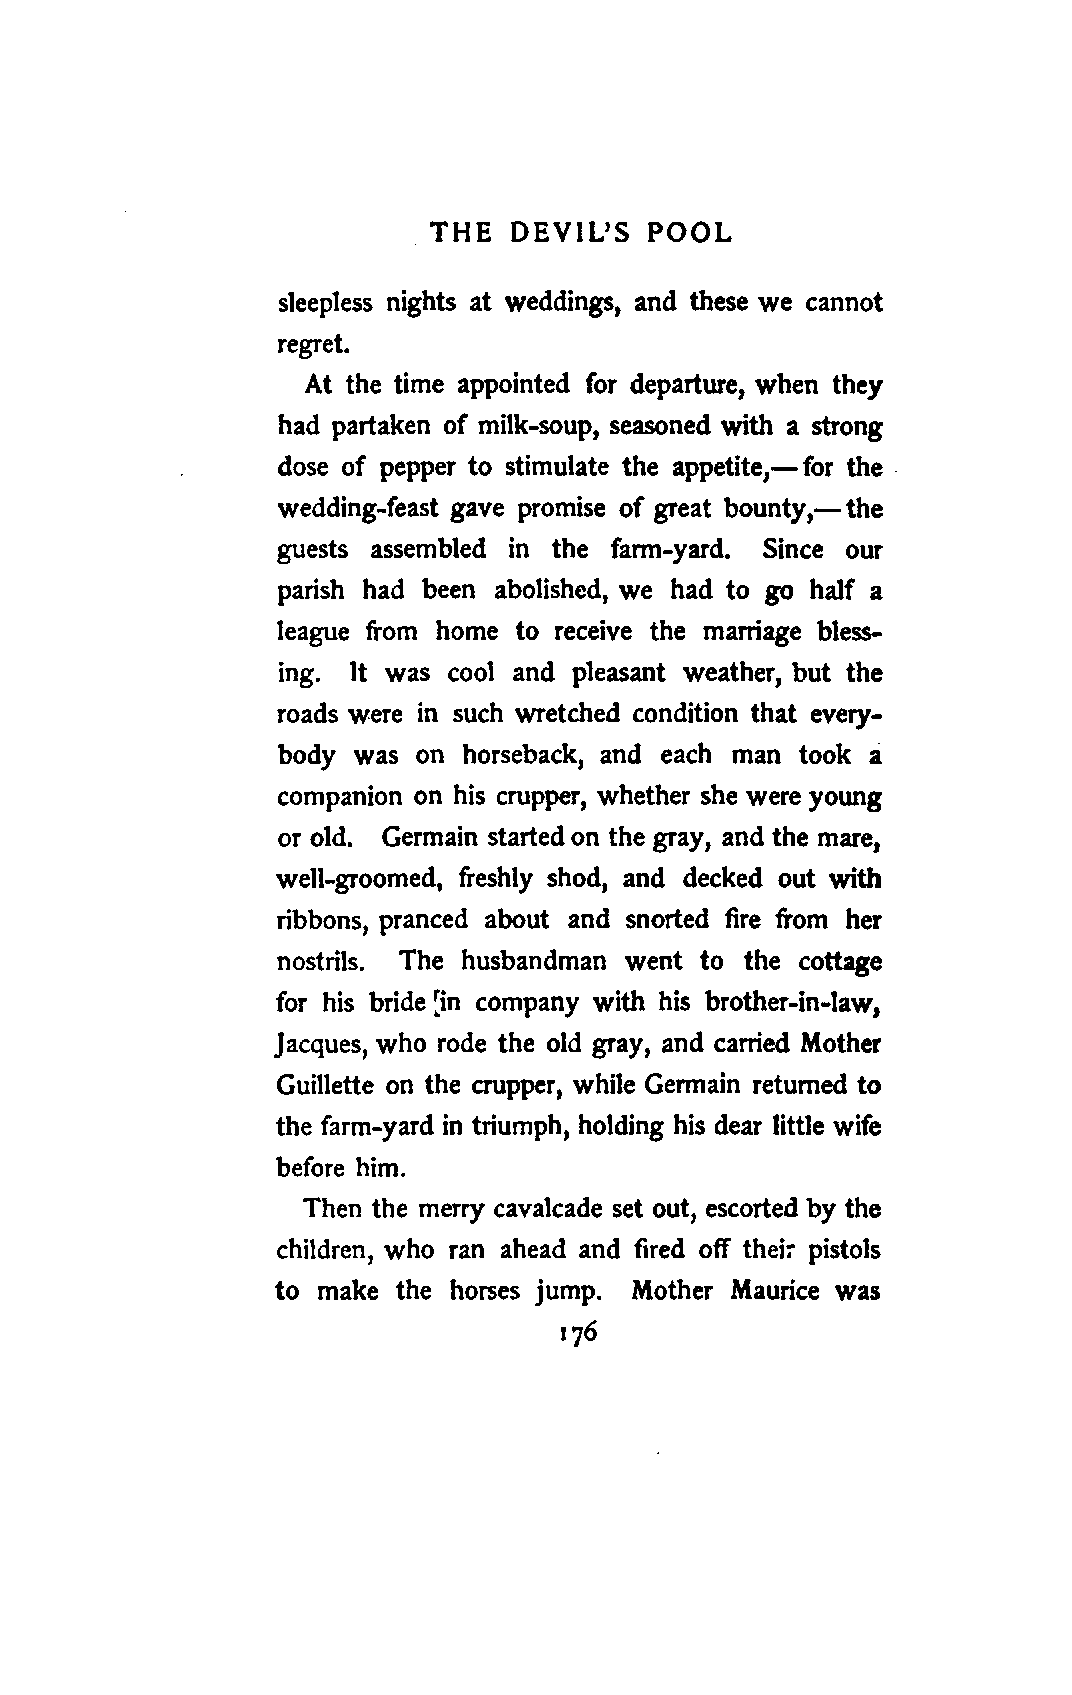 THE DEVIL'S POOL
sleepless nights at weddings, and these we cannot
regret.
At the time appointed for departure, when they
had partaken of milk-soup, seasoned with a strong
dose of pepper to stimulate the appetite,—for the
wedding-feast gave promise of great bounty,—the
guests assembled in the farm-yard. Since our
parish had been abolished, we had to go half a
league from home to receive the marriage bless-
ing. It was cool and pleasant weather, but the
roads were in such wretched condition that every-
body was on horseback, and each man took a
companion on his crupper, whether she were young
or old. Germain started on the gray, and the mare,
well-groomed, freshly shod, and decked out with
ribbons, pranced about and snorted fire from her
nostrils. The husbandman went to the cottage
for his bride in company with his brother-in-law,
Jacques, who rode the old gray, and carried Mother
Guillette on the crupper, while Germain returned to
the farm-yard in triumph, holding his dear little wife
before him.
Then the merry cavalcade set out, escorted by the
children, who ran ahead and fired off their pistols
to make the horses jump. Mother Maurice was
176